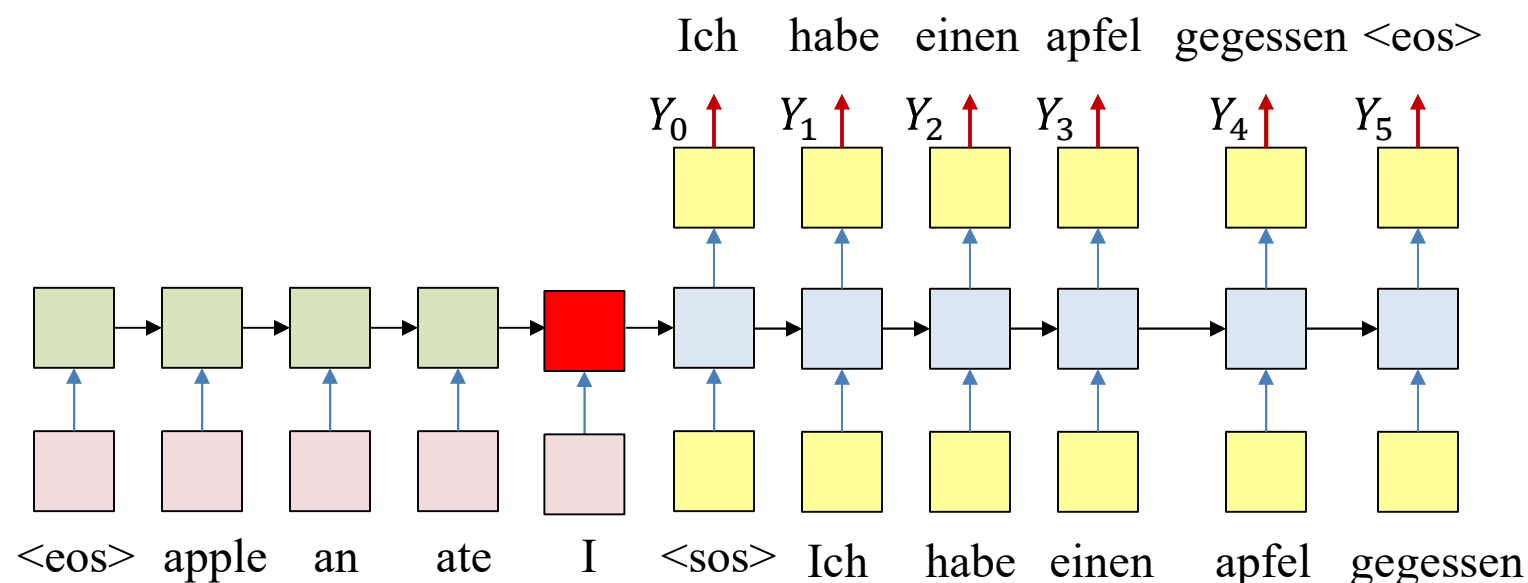 Ich habe einen apfel gegessen <eos>
Y₀ Y₁ Y₂ Y₃ Y₄ Y₅
<eos> apple an ate I <sos> Ich habe einen apfel gegessen